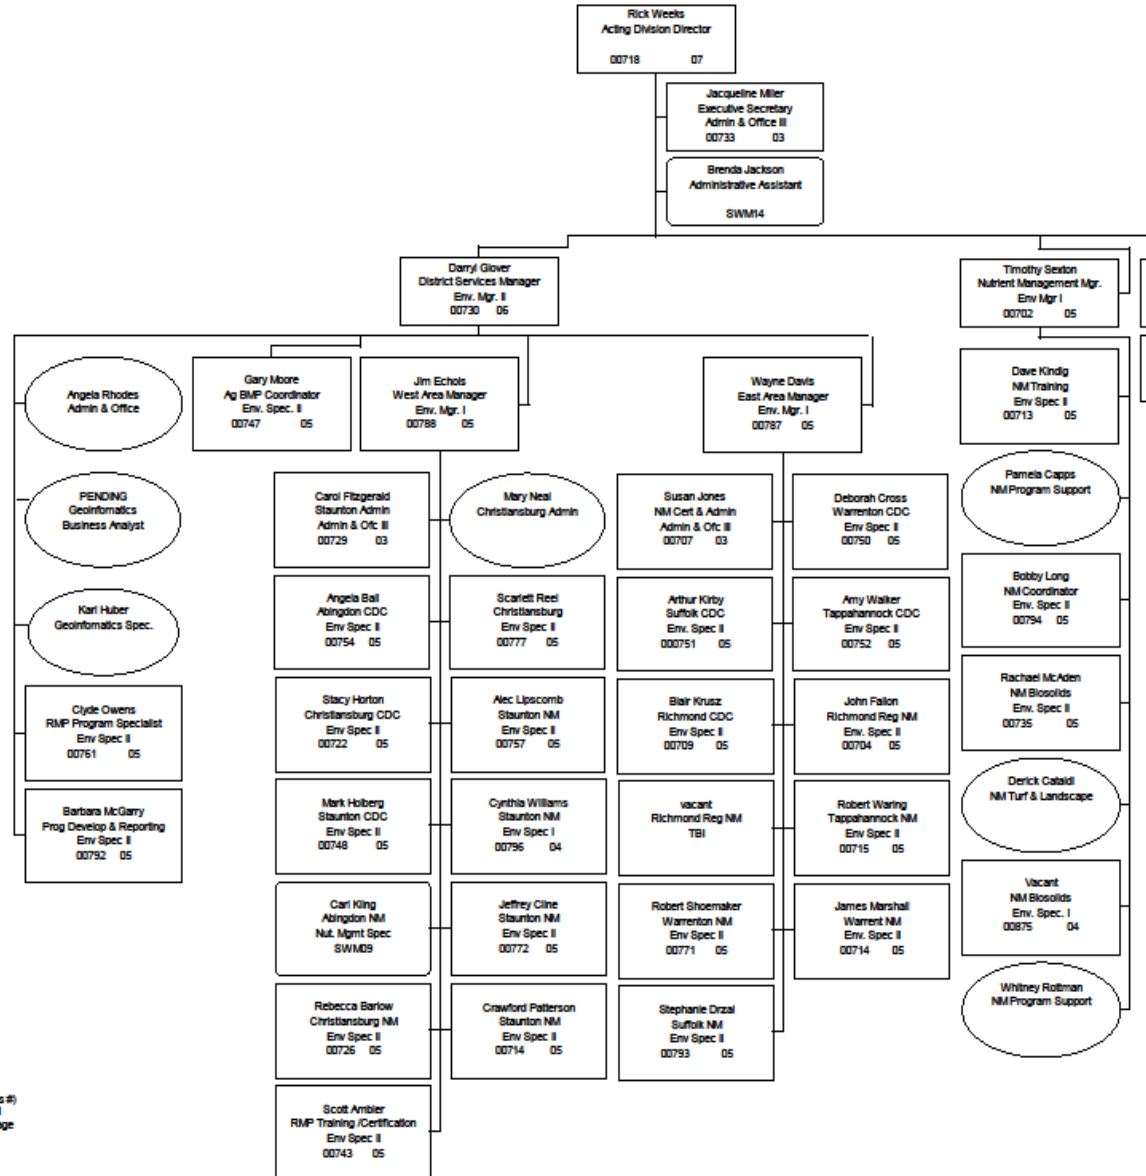 Rick Weeks
Acting Division Director
00718 07
Jacqueline Miller
Executive Secretary
Admin & Office III
00733 03
Brenda Jackson
Administrative Assistant
SWM14
Darryl Glover
District Services Manager
Env. Mgr. II
00730 06
Timothy Sexton
Nutrient Management Mgr.
Env Mgr I
00702 05
Angela Rhodes
Admin & Office
Gary Moore
Ag BMP Coordinator
Env. Spec. II
00747 05
Jim Echols
West Area Manager
Env. Mgr. I
00788 05
Wayne Davis
East Area Manager
Env. Mgr. I
00787 05
Dave Kindig
NM Training
Env Spec II
00713 05
PENDING
Geoinfomatics
Business Analyst
Carol Fitzgerald
Staunton Admin
Admin & Ofc III
00729 03
Mary Neal
Christiansburg Admin
Susan Jones
NM Cert & Admin
Admin & Ofc III
00707 03
Deborah Cross
Warrenton CDC
Env Spec II
00750 05
Pamela Capps
NM Program Support
Karl Huber
Geoinfomatics Spec.
Angela Ball
Abingdon CDC
Env Spec II
00754 05
Scarlett Reel
Christiansburg
Env Spec II
00777 05
Arthur Kirby
Suffolk CDC
Env. Spec II
000751 05
Amy Walker
Tappahannock CDC
Env Spec II
00752 05
Bobby Long
NM Coordinator
Env. Spec II
00794 05
Clyde Owens
RMP Program Specialist
Env Spec II
00761 05
Stacy Horton
Christiansburg CDC
Env Spec II
00722 05
Alec Lipscomb
Staunton NM
Env Spec II
00757 05
Blair Krusz
Richmond CDC
Env Spec II
00709 05
John Fallon
Richmond Reg NM
Env. Spec II
00704 05
Rachael McAden
NM Biosolids
Env. Spec II
00735 05
Barbara McGarry
Prog Develop & Reporting
Env Spec II
00792 05
Mark Holberg
Staunton CDC
Env Spec II
00748 05
Cynthia Williams
Staunton NM
Env Spec I
00796 04
vacant
Richmond Reg NM
TBI
Robert Waring
Tappahannock NM
Env Spec II
00715 05
Derick Cataldi
NM Turf & Landscape
Carl Kling
Abingdon NM
Nut. Mgmt Spec
SWM09
Jeffrey Cline
Staunton NM
Env Spec II
00772 05
Robert Shoemaker
Warrenton NM
Env Spec II
00771 05
James Marshall
Warrent NM
Env. Spec II
00714 05
Vacant
NM Biosolids
Env. Spec. I
00875 04
Rebecca Barlow
Christiansburg NM
Env Spec II
00726 05
Crawford Patterson
Staunton NM
Env Spec II
00714 05
Stephanie Drzal
Suffolk NM
Env Spec II
00793 05
Whitney Rottman
NM Program Support
Scott Ambler
RMP Training /Certification
Env Spec II
00743 05
s #)